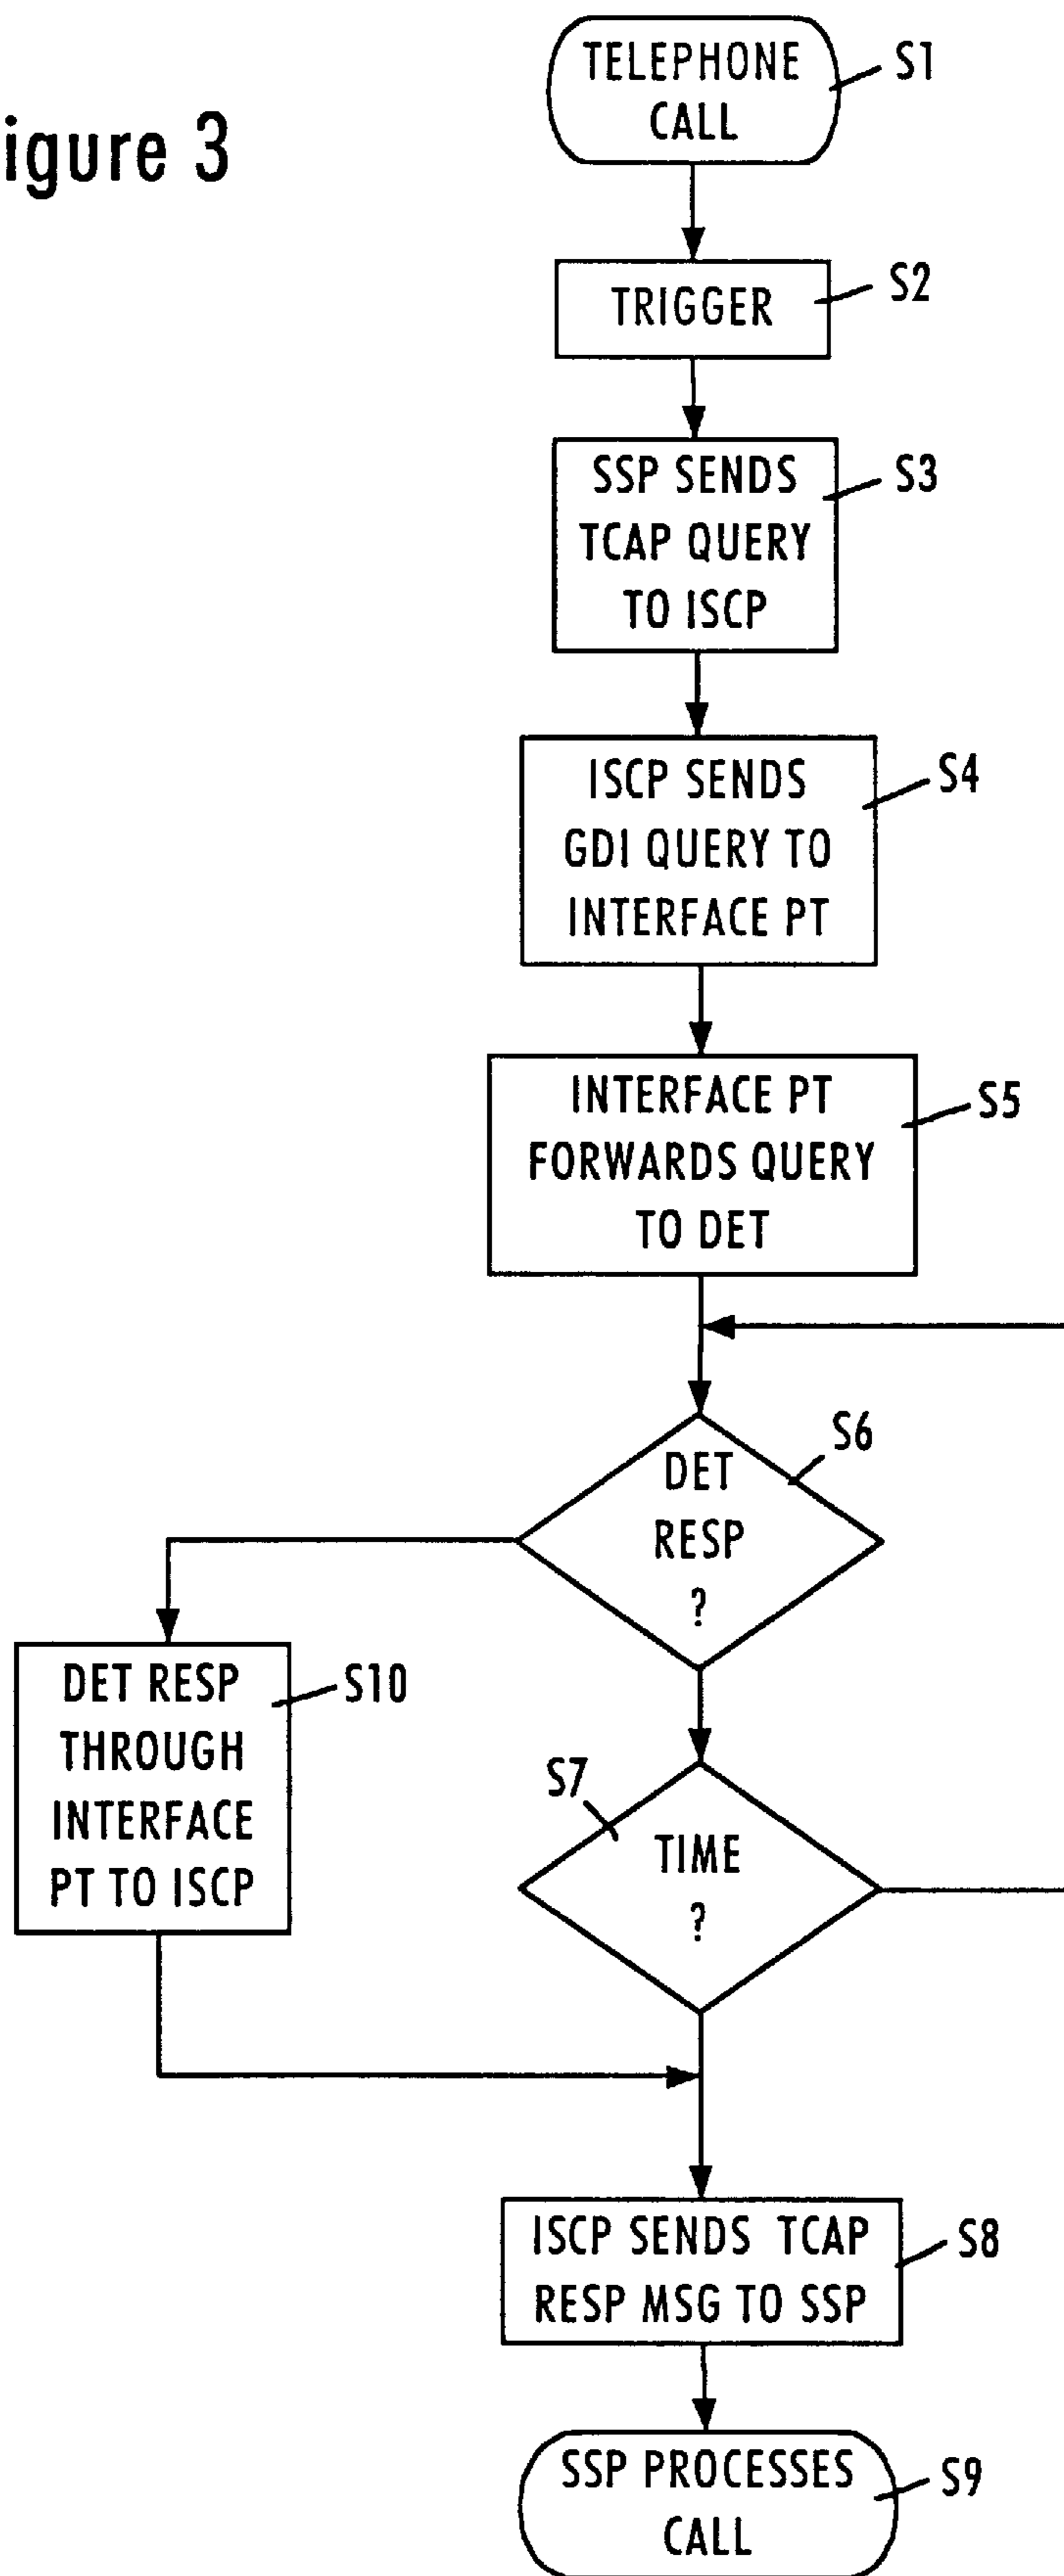 igure 3
TELEPHONE
CALL
S1
TRIGGER
S2
SSP SENDS
TCAP QUERY
TO ISCP
S3
ISCP SENDS
GDI QUERY TO
INTERFACE PT
S4
INTERFACE PT
FORWARDS QUERY
TO DET
S5
DET
RESP
?
S6
DET RESP
THROUGH
INTERFACE
PT TO ISCP
S10
S7
TIME
?
ISCP SENDS TCAP
RESP MSG TO SSP
S8
SSP PROCESSES
CALL
S9